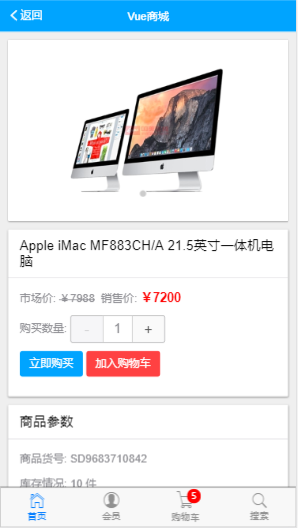 返回
Vue商城
Apple iMac MF883CH/A 21.5英寸一体机电
脑
市场价: ￥7988 销售价: ￥7200
购买数量: - 1 +
立即购买 加入购物车
商品参数
商品货号: SD9683710842
库存情况: 10 件
5
首页 会员 购物车 搜索